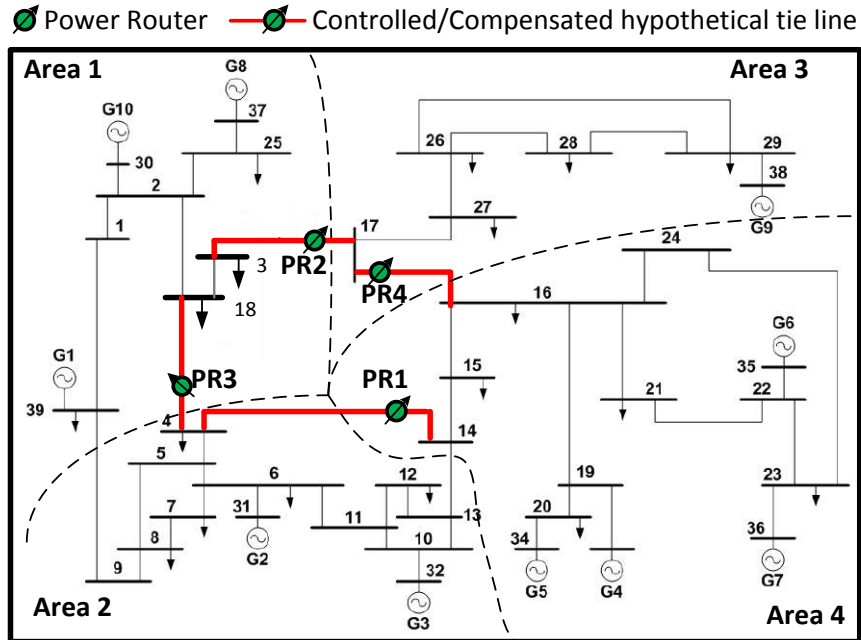 Power Router Controlled/Compensated hypothetical tie line
Area 1
Area 3
G8
G10
37
25
30
2
1
26
28
29
38
G9
27
17
24
PR2
3
PR4
18
16
G6
15
35
G1
PR3
PR1
21
22
39
4
14
5
6
12
19
23
7
31
13
20
11
8
10
36
34
G2
32
9
G5
G4
G7
Area 2
G3
Area 4